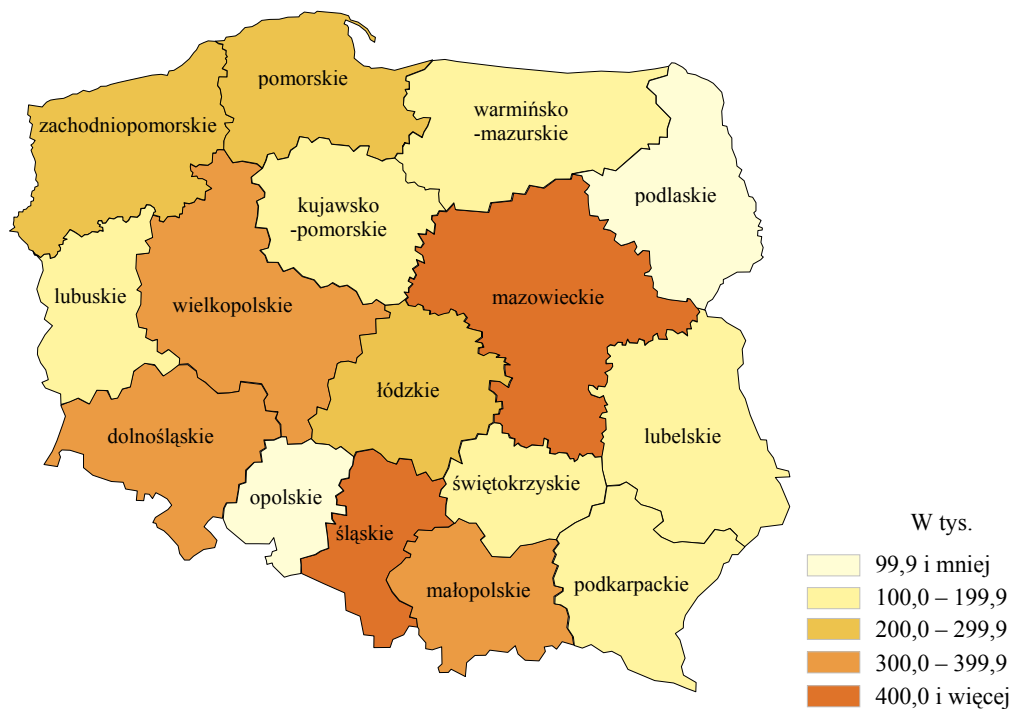 pomorskie
zachodniopomorskie
warmińsko
-mazurskie
podlaskie
kujawsko
-pomorskie
lubuskie
wielkopolskie
mazowieckie
łódzkie
dolnośląskie
lubelskie
opolskie
świętokrzyskie
śląskie
małopolskie
podkarpackie
W tys.
99,9 i mniej
100,0 – 199,9
200,0 – 299,9
300,0 – 399,9
400,0 i więcej